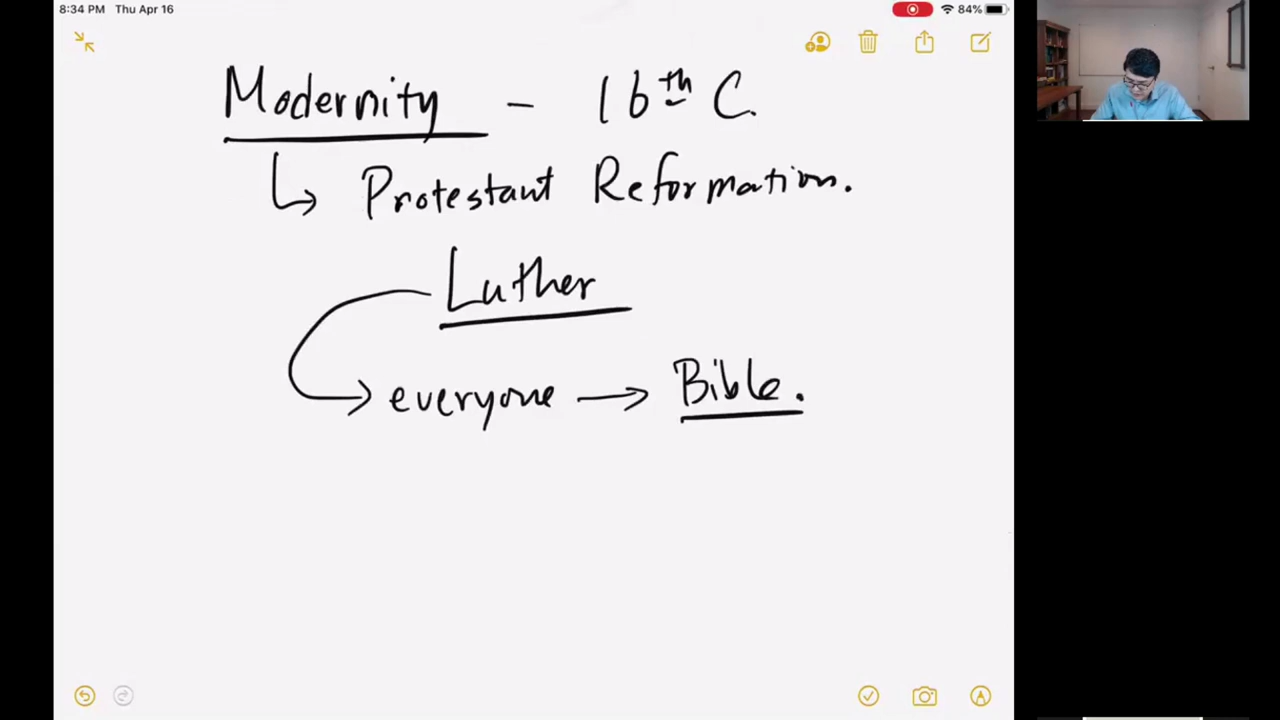 8:34 PM Thu Apr 16 84%
Modernity – 16th C.
↳ Protestant Reformation.
Luther
→ everyone → Bible.